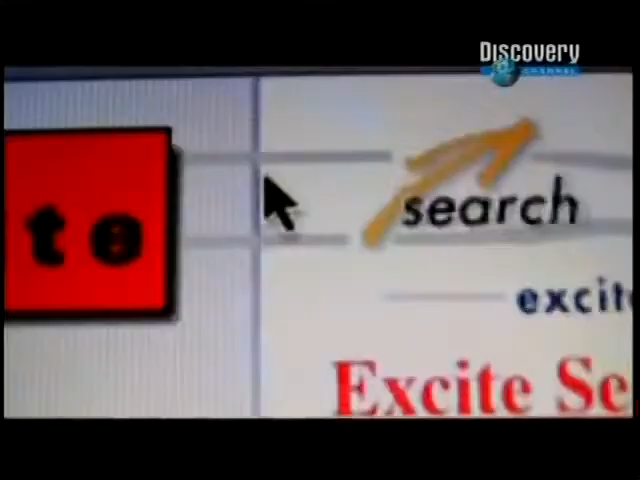 Discovery
CHANNEL
te
search
excite
Excite Se